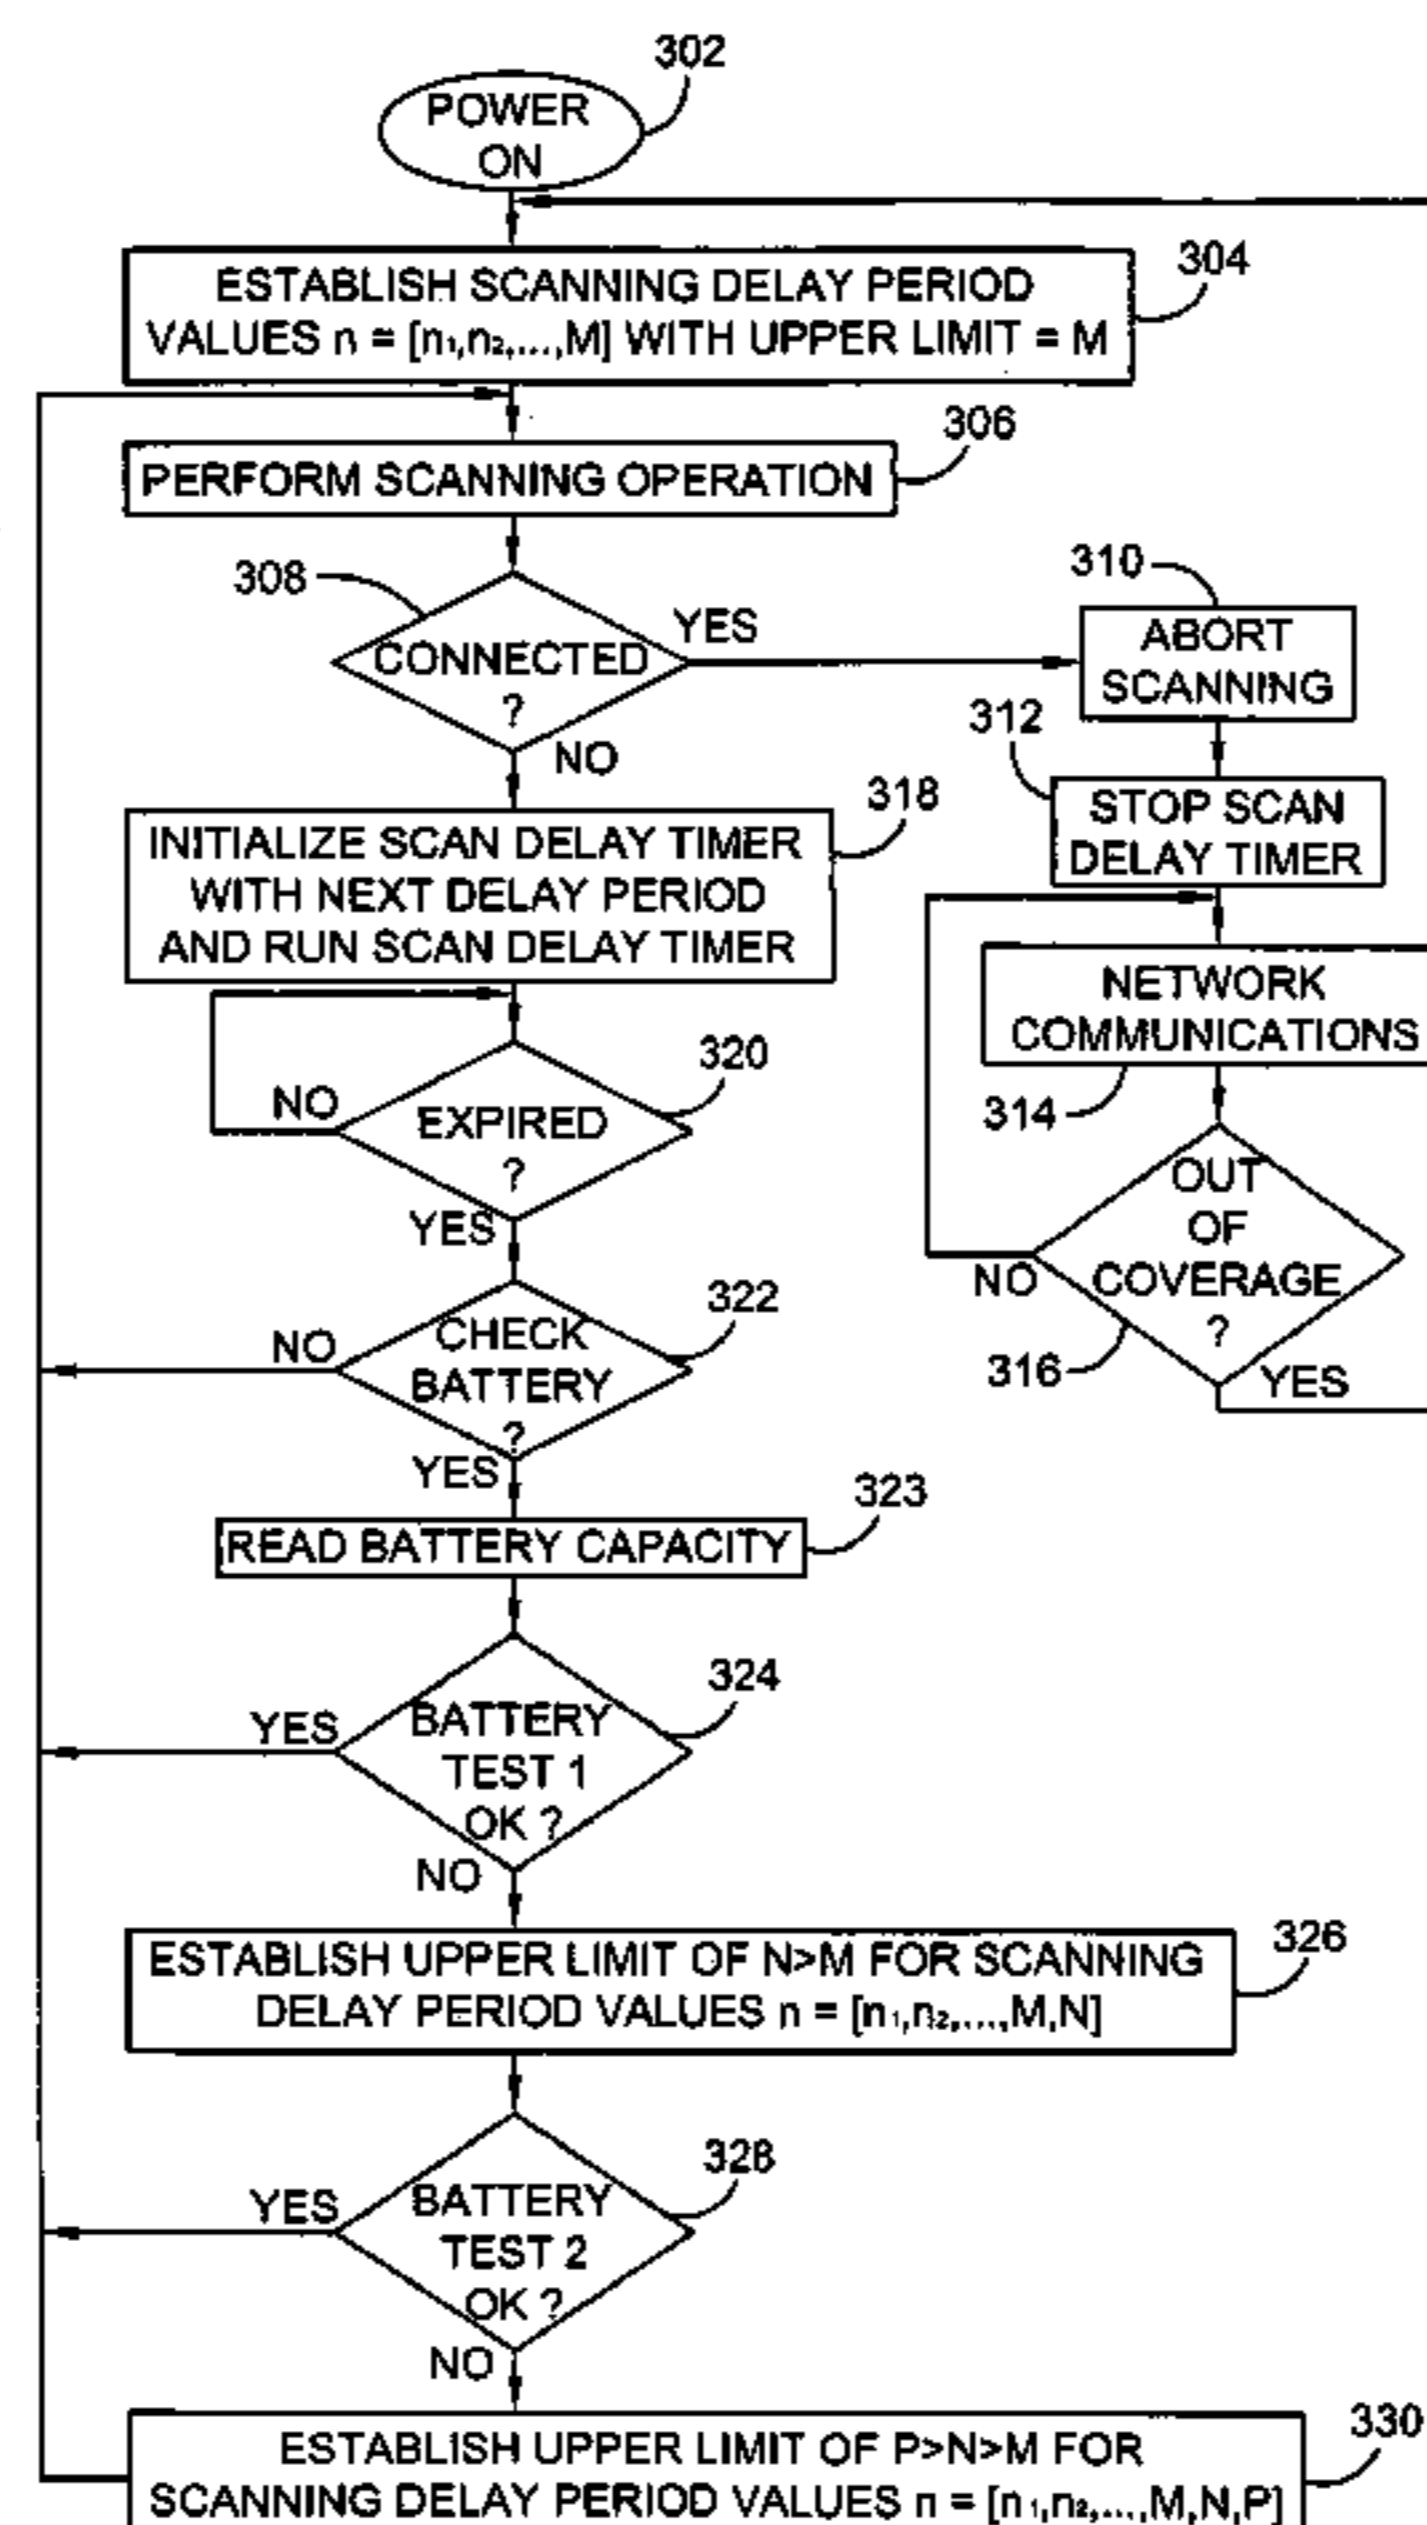 302
POWER
ON
304
ESTABLISH SCANNING DELAY PERIOD
VALUES n = [n₁,n₂,...,M] WITH UPPER LIMIT = M
306
PERFORM SCANNING OPERATION
308
CONNECTED
?
YES
NO
310
ABORT
SCANNING
312
STOP SCAN
DELAY TIMER
318
INITIALIZE SCAN DELAY TIMER
WITH NEXT DELAY PERIOD
AND RUN SCAN DELAY TIMER
NETWORK
COMMUNICATIONS
314
320
NO
EXPIRED
?
YES
OUT
OF
COVERAGE
?
NO
316
YES
322
NO
CHECK
BATTERY
?
YES
323
READ BATTERY CAPACITY
324
YES
BATTERY
TEST 1
OK ?
NO
326
ESTABLISH UPPER LIMIT OF N>M FOR SCANNING
DELAY PERIOD VALUES n = [n₁,n₂,...,M,N]
328
YES
BATTERY
TEST 2
OK ?
NO
330
ESTABLISH UPPER LIMIT OF P>N>M FOR
SCANNING DELAY PERIOD VALUES n = [n₁,n₂,...,M,N,P]